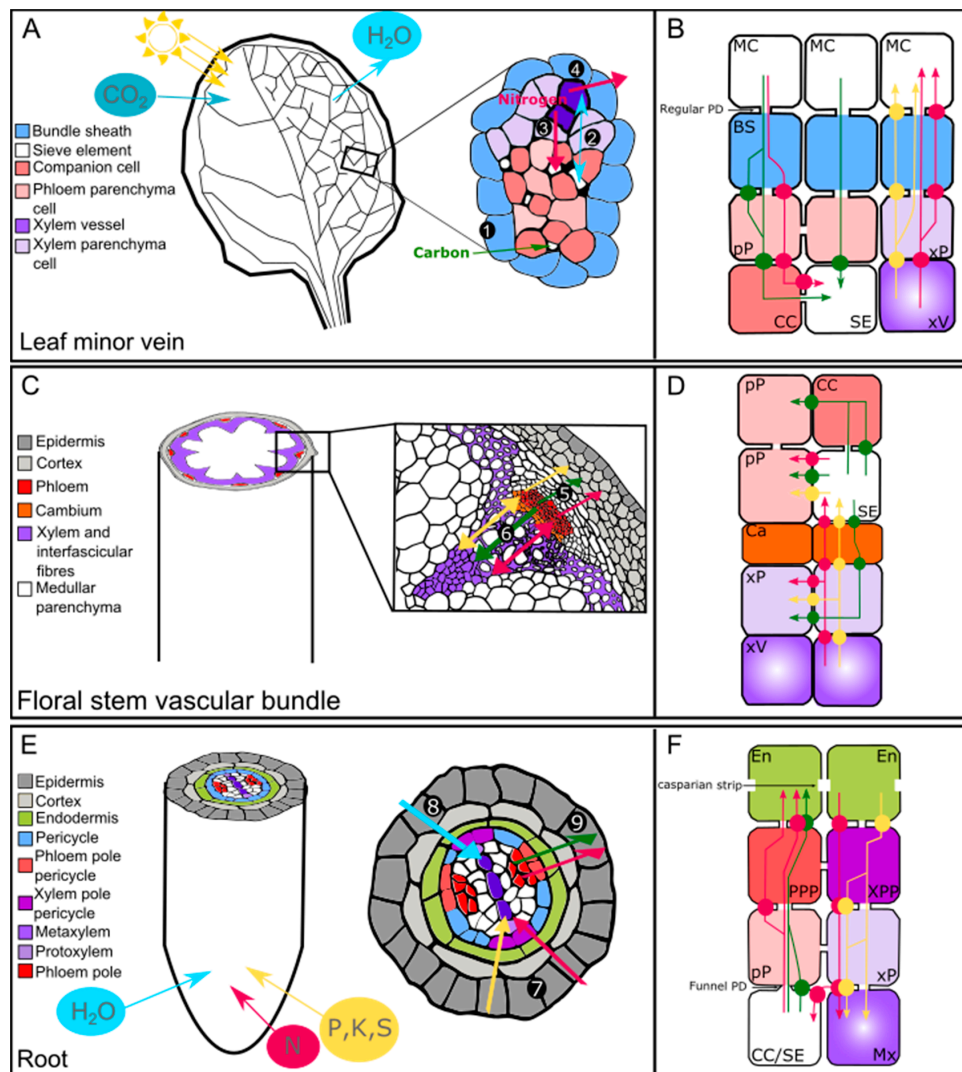 A
CO₂
H₂O
Bundle sheath
Sieve element
Companion cell
Phloem parenchyma
cell
Xylem vessel
Xylem parenchyma
cell
4
Nitrogen
3
2
1
Carbon
Leaf minor vein
B
MC
MC
MC
Regular PD
BS
pP
xP
CC
SE
xV
C
Epidermis
Cortex
Phloem
Cambium
Xylem and
interfascicular
fibres
Medullar
parenchyma
5
6
Floral stem vascular bundle
D
pP
CC
pP
SE
Ca
xP
xV
E
Epidermis
Cortex
Endodermis
Pericycle
Phloem pole
pericycle
Xylem pole
pericycle
Metaxylem
Protoxylem
Phloem pole
H₂O
N
P,K,S
8
9
7
Root
F
En
En
casparian strip
PPP
XPP
pP
xP
Funnel PD
CC/SE
Mx